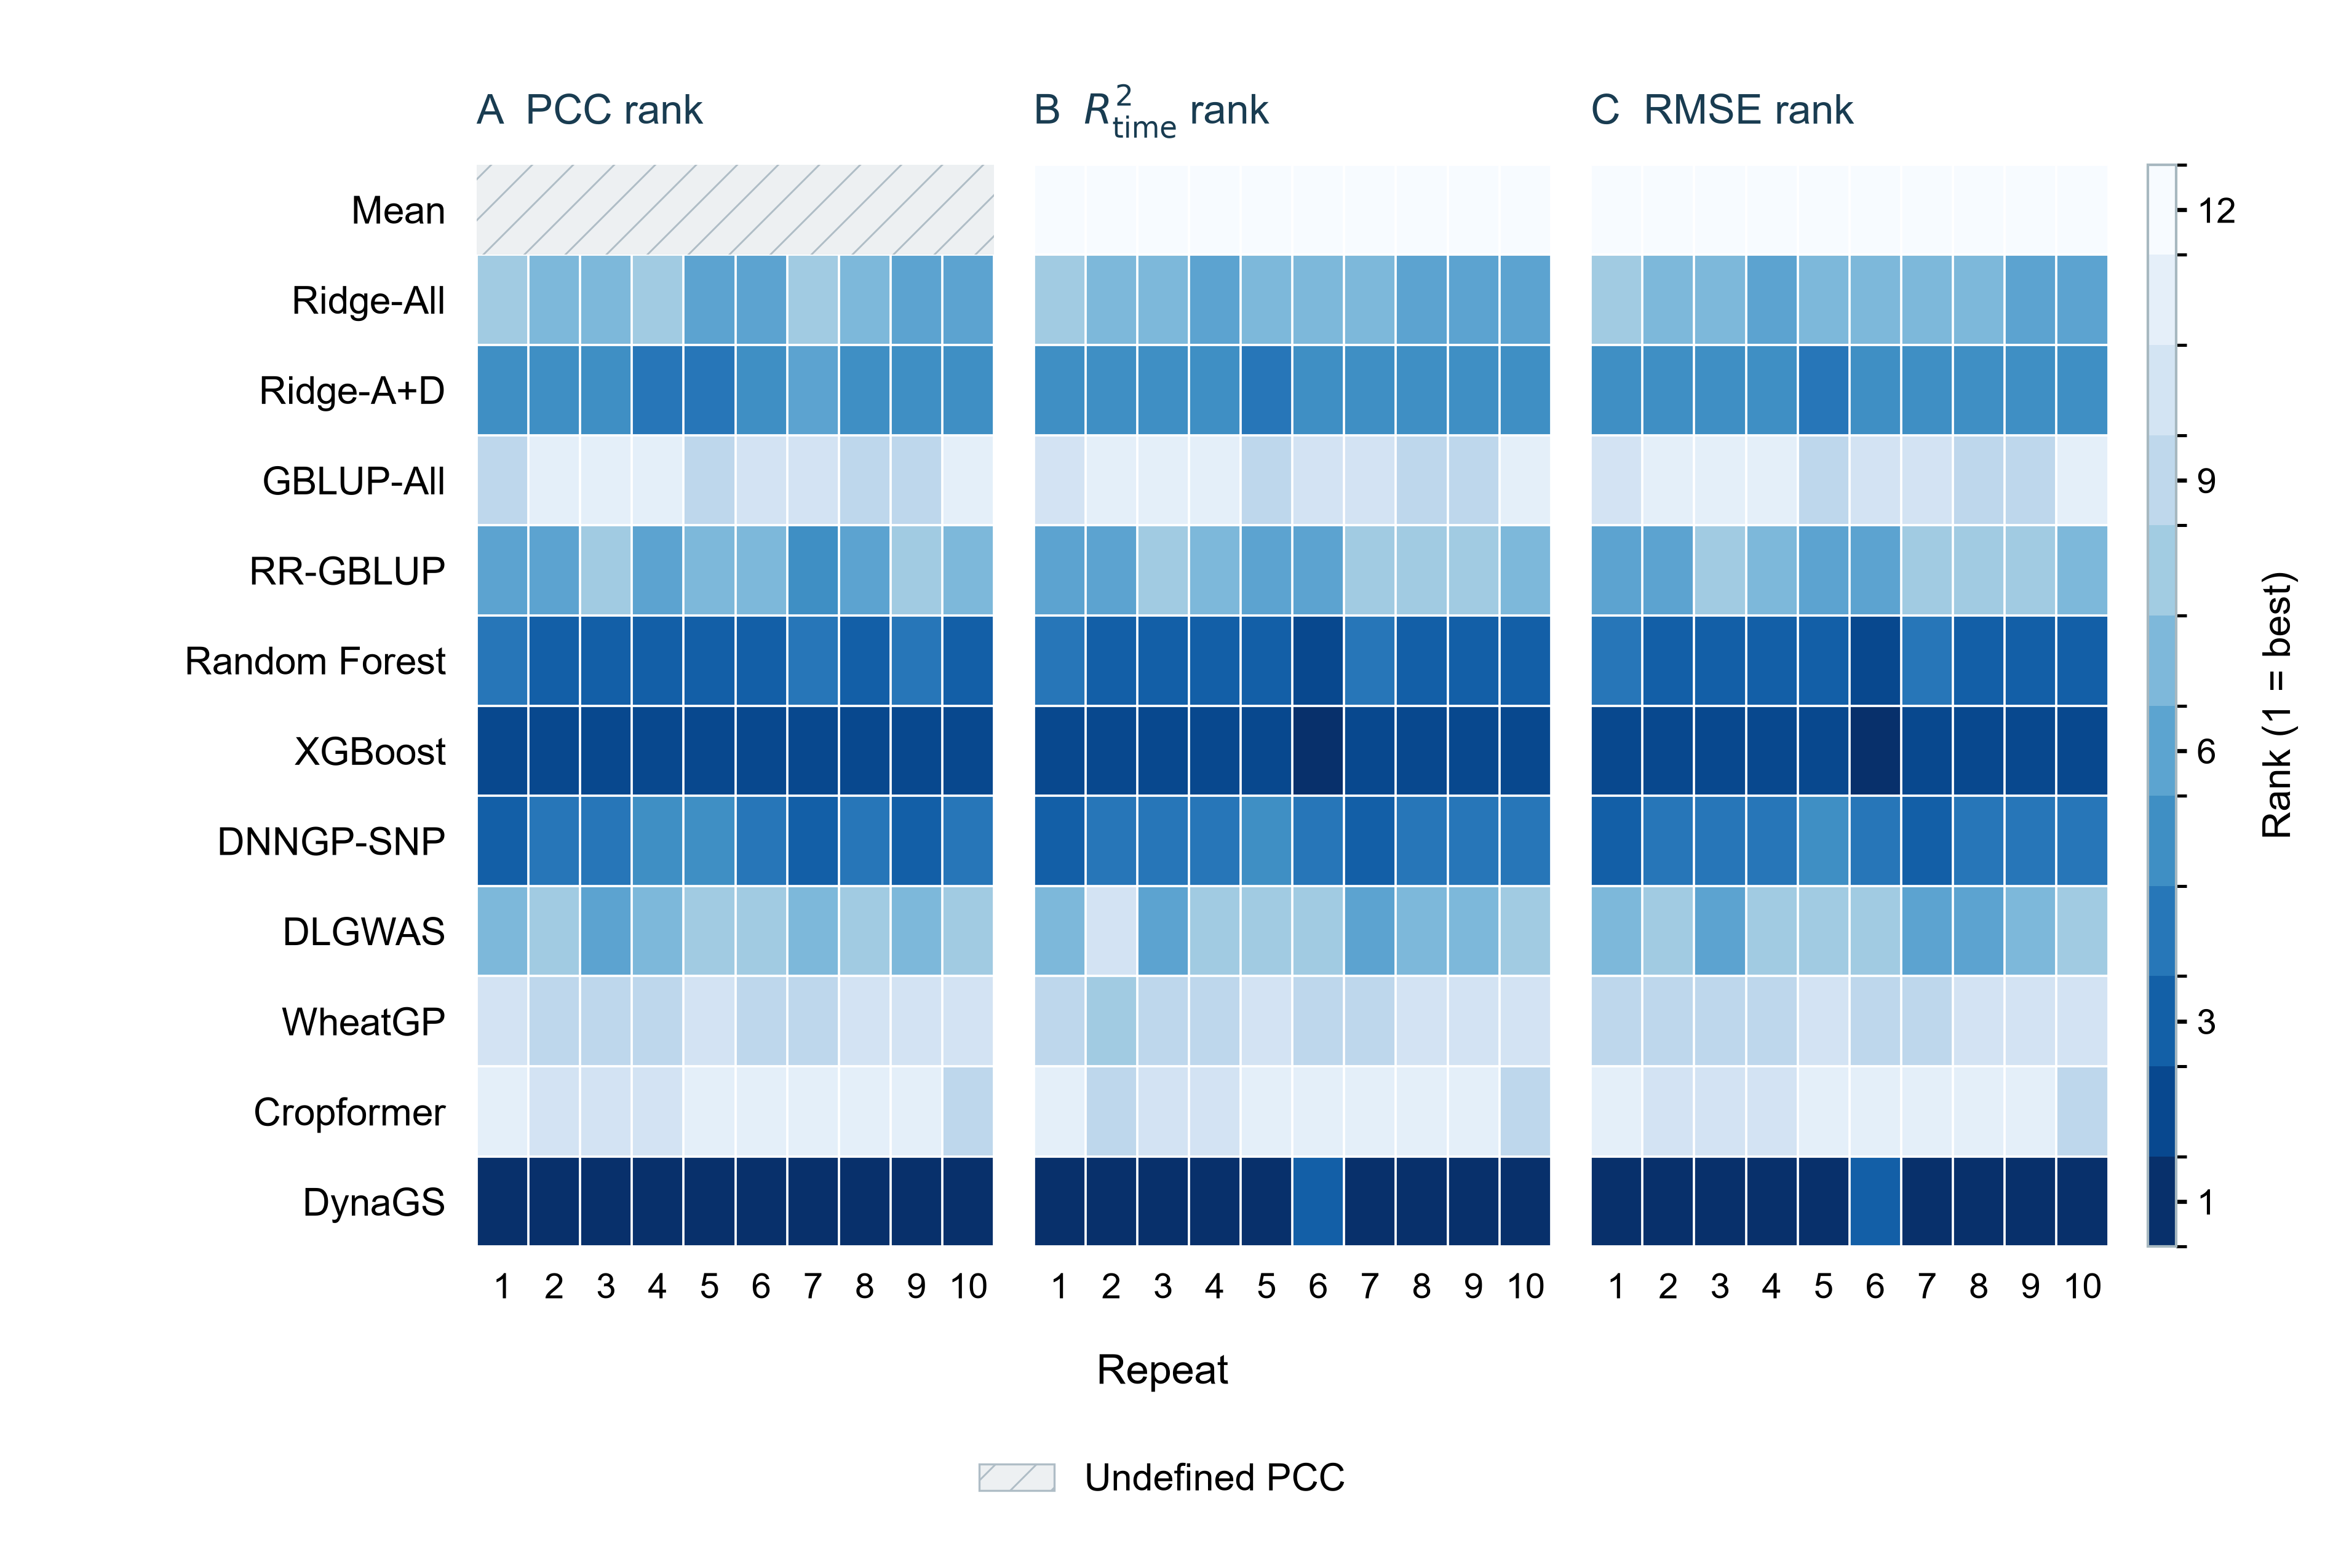 A PCC rank
B R²time rank
C RMSE rank
Mean
Ridge-All
Ridge-A+D
GBLUP-All
RR-GBLUP
Random Forest
XGBoost
DNNGP-SNP
DLGWAS
WheatGP
Cropformer
DynaGS
1 2 3 4 5 6 7 8 9 10
1 2 3 4 5 6 7 8 9 10
1 2 3 4 5 6 7 8 9 10
Repeat
12
9
6
3
1
Rank (1 = best)
Undefined PCC